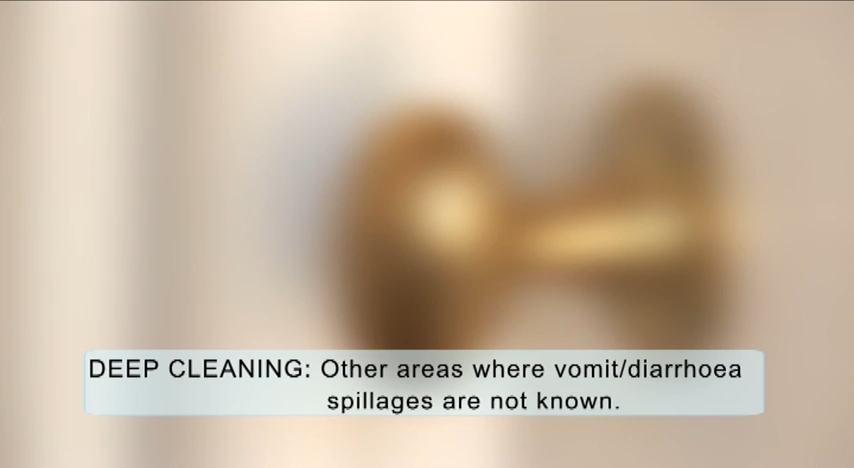 DEEP CLEANING: Other areas where vomit/diarrhoea
spillages are not known.